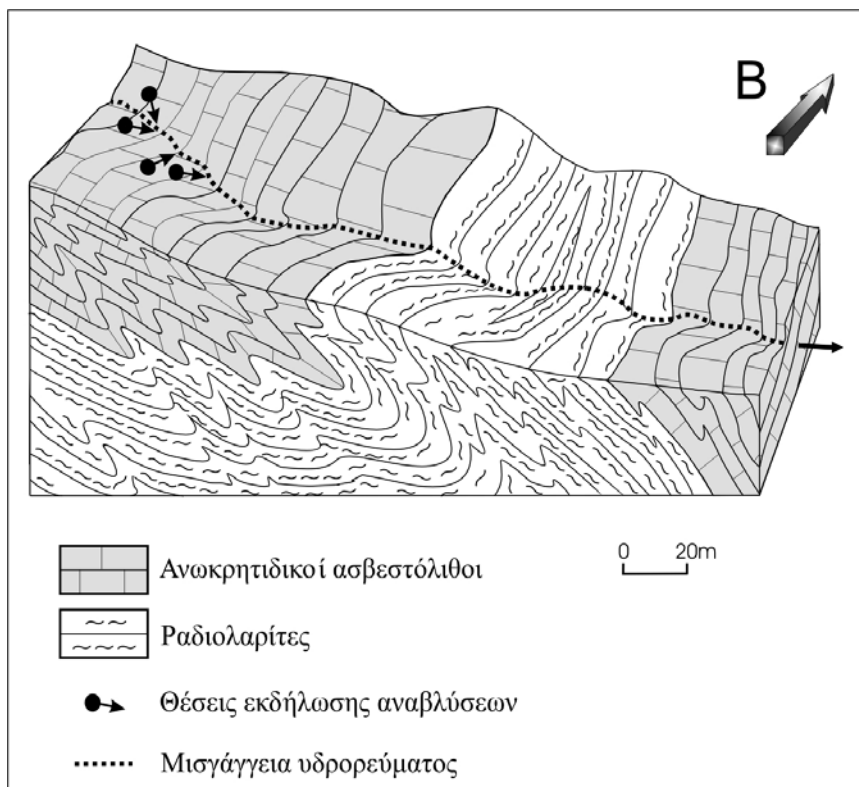 Β
0 20m
Ανωκρητιδικοί ασβεστόλιθοι
Ραδιολαρίτες
Θέσεις εκδήλωσης αναβλύσεων
Μισγάγγεια υδρορεύματος